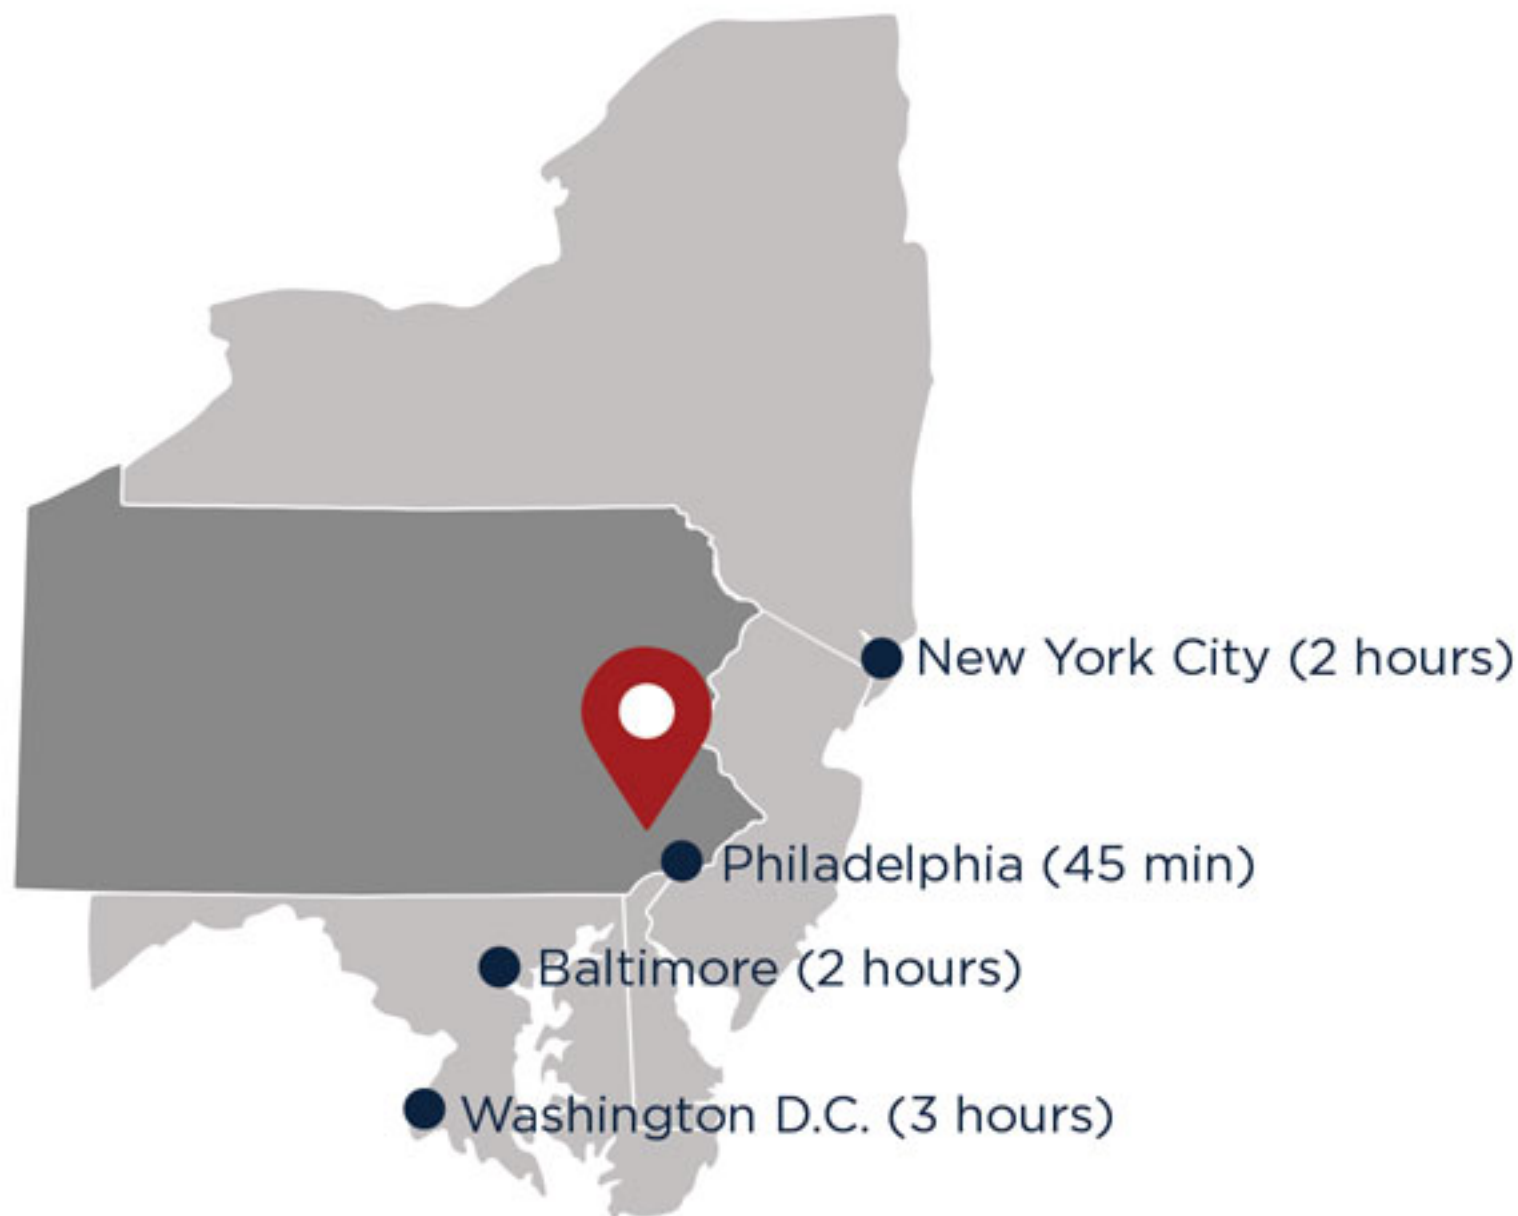 New York City (2 hours)
Philadelphia (45 min)
Baltimore (2 hours)
Washington D.C. (3 hours)